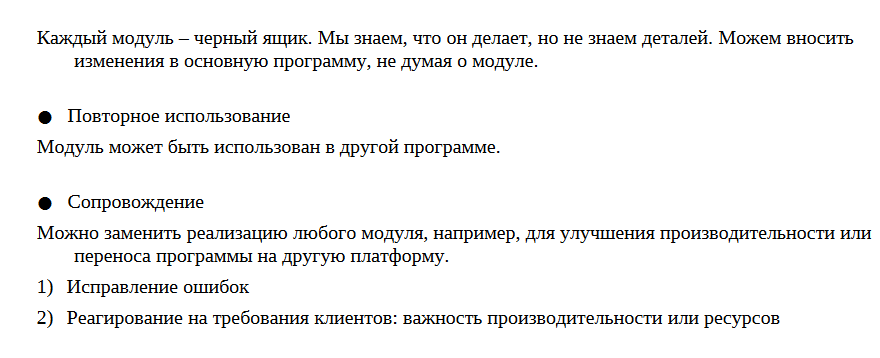 Каждый модуль – черный ящик. Мы знаем, что он делает, но не знаем деталей. Можем вносить
изменения в основную программу, не думая о модуле.
● Повторное использование
Модуль может быть использован в другой программе.
● Сопровождение
Можно заменить реализацию любого модуля, например, для улучшения производительности или
переноса программы на другую платформу.
1) Исправление ошибок
2) Реагирование на требования клиентов: важность производительности или ресурсов